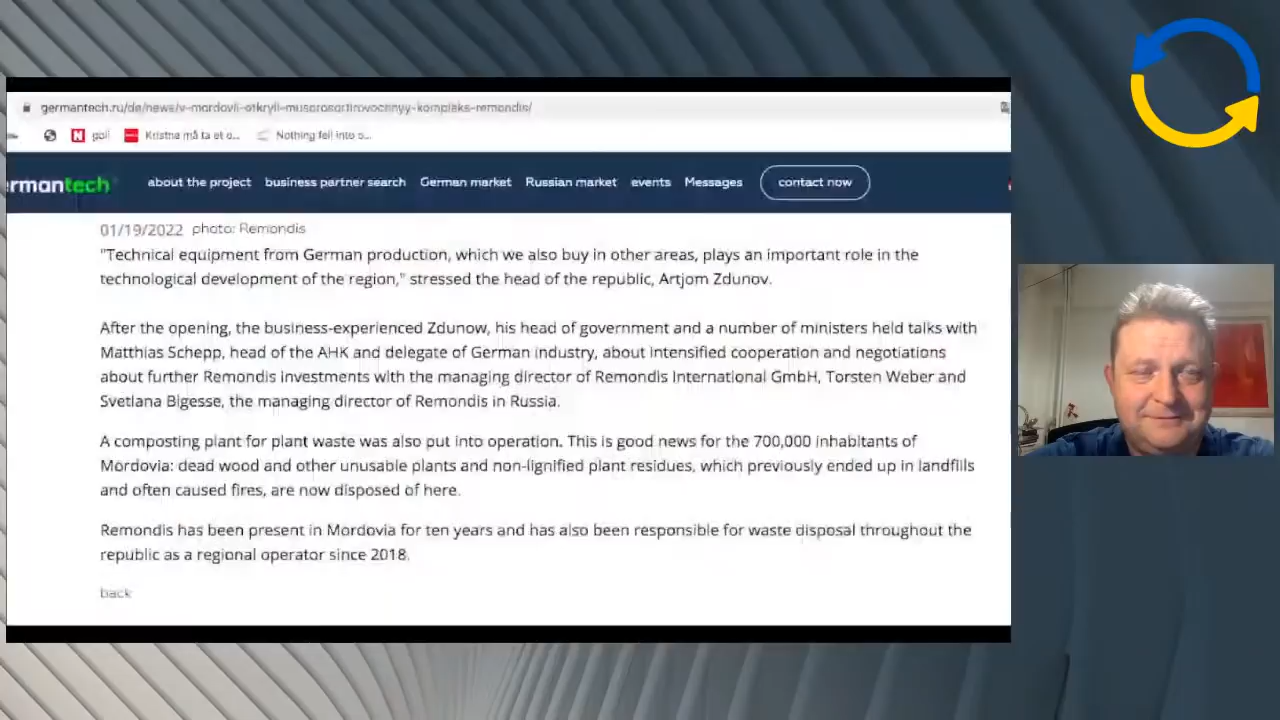 germantech.ru/de/news/v-mordovii-otkryli-musorosortirovochnyy-kompleks-remondis/
Kristne må ta et o...
Nothing fell into o...
ermantech
about the project
business partner search
German market
Russian market
events
Messages
contact now
01/19/2022 photo: Remondis
"Technical equipment from German production, which we also buy in other areas, plays an important role in the
technological development of the region," stressed the head of the republic, Artjom Zdunov.
After the opening, the business-experienced Zdunow, his head of government and a number of ministers held talks with
Matthias Schepp, head of the AHK and delegate of German industry, about intensified cooperation and negotiations
about further Remondis investments with the managing director of Remondis International GmbH, Torsten Weber and
Svetlana Bigesse, the managing director of Remondis in Russia.
A composting plant for plant waste was also put into operation. This is good news for the 700,000 inhabitants of
Mordovia: dead wood and other unusable plants and non-lignified plant residues, which previously ended up in landfills
and often caused fires, are now disposed of here.
Remondis has been present in Mordovia for ten years and has also been responsible for waste disposal throughout the
republic as a regional operator since 2018.
back